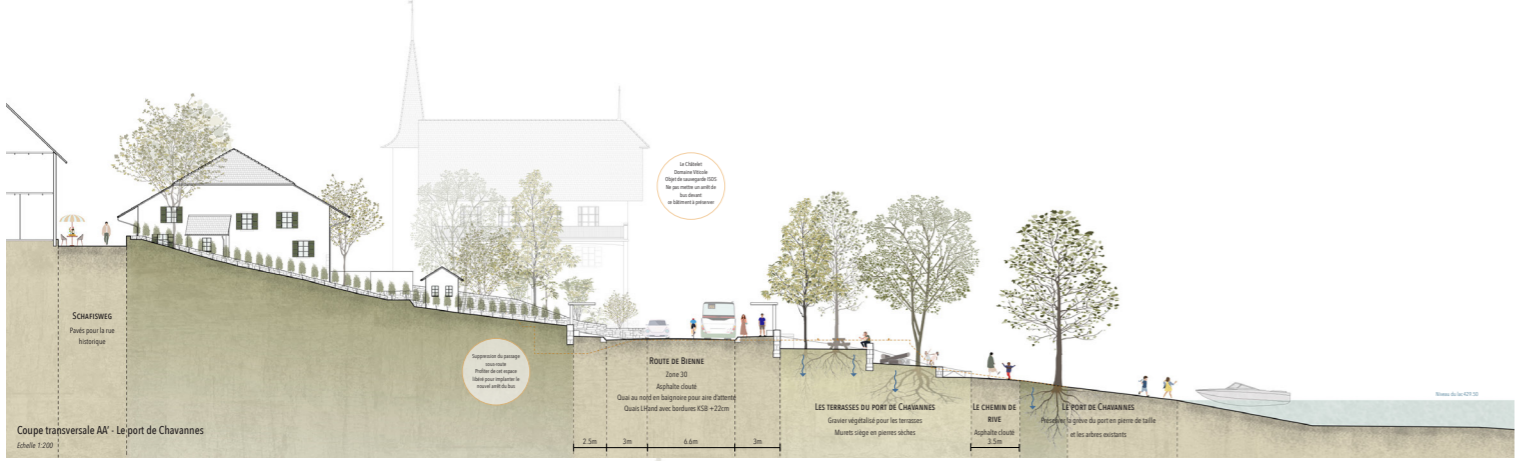 Le Châtelet
Domaine Viticole
Objet de sauvegarde ISOS
Ne pas mettre un arrêt de
bus devant
ce bâtiment à préserver
SCHAFISWEG
Pavés pour la rue
historique
Suppression du passage
sous-route
Profiter de cet espace
libéré pour implanter le
nouvel arrêt du bus
ROUTE DE BIENNE
Zone 30
Asphalte clouté
Quai au nord en baignoire pour aire d'attente
Quais LHand avec bordures KSB +22cm
LES TERRASSES DU PORT DE CHAVANNES
Gravier végétalisé pour les terrasses
Murets siège en pierres sèches
LE CHEMIN DE
RIVE
Asphalte clouté
3.5m
LE PORT DE CHAVANNES
Préserver la grève du port en pierre de taille
et les arbres existants
2.5m
3m
6.6m
3m
Coupe transversale AA' - Le port de Chavannes
Echelle 1:200